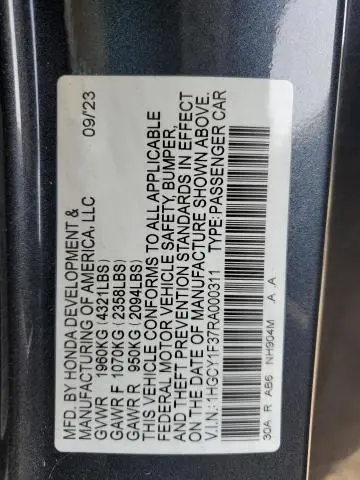 MFD. BY HONDA DEVELOPMENT &
MANUFACTURING OF AMERICA, LLC 09/23
GVWR 1960KG (4321LBS)
GAWR F 1070KG (2358LBS)
GAWR R 950KG (2094LBS)
THIS VEHICLE CONFORMS TO ALL APPLICABLE
FEDERAL MOTOR VEHICLE SAFETY, BUMPER,
AND THEFT PREVENTION STANDARDS IN EFFECT
ON THE DATE OF MANUFACTURE SHOWN ABOVE.
V.I.N.: 1HGCY1F37RA000311 TYPE: PASSENGER CAR
30A R AB6 NH904M A A